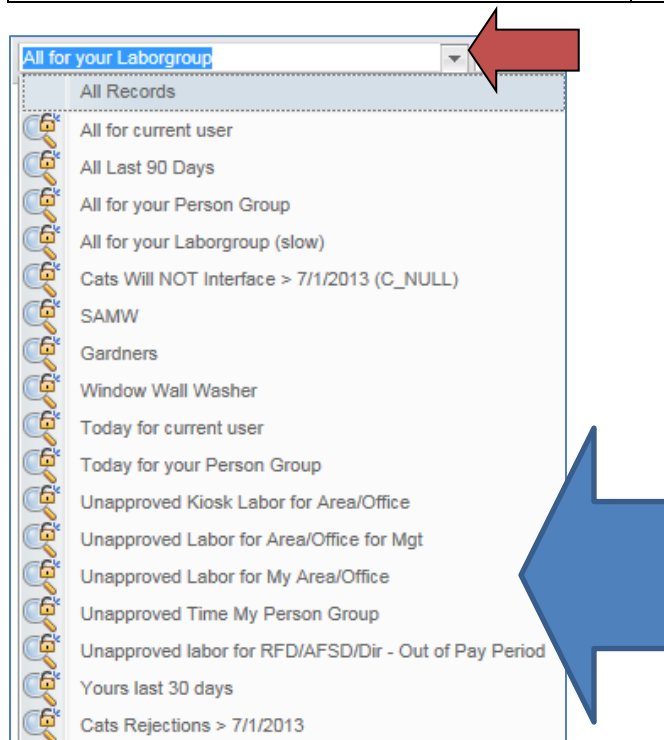 All for your Laborgroup
All Records
All for current user
All Last 90 Days
All for your Person Group
All for your Laborgroup (slow)
Cats Will NOT Interface > 7/1/2013 (C_NULL)
SAMW
Gardners
Window Wall Washer
Today for current user
Today for your Person Group
Unapproved Kiosk Labor for Area/Office
Unapproved Labor for Area/Office for Mgt
Unapproved Labor for My Area/Office
Unapproved Time My Person Group
Unapproved labor for RFD/AFSD/Dir - Out of Pay Period
Yours last 30 days
Cats Rejections > 7/1/2013